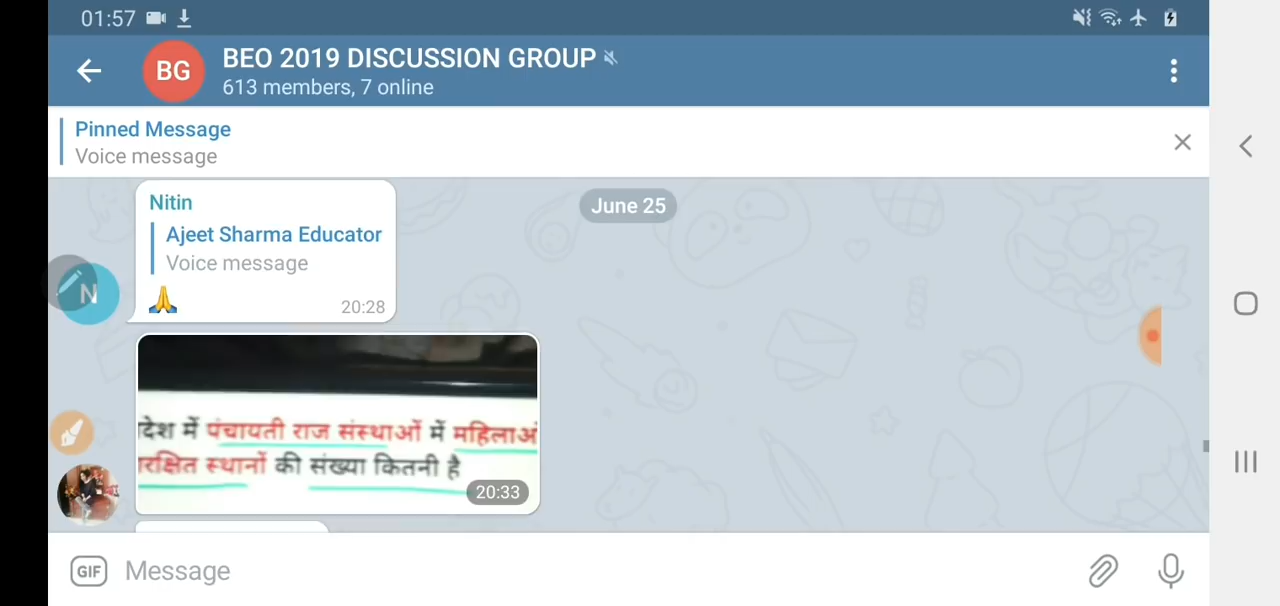 01:57
BG
BEO 2019 DISCUSSION GROUP
613 members, 7 online
Pinned Message
Voice message
June 25
Nitin
Ajeet Sharma Educator
Voice message
N
🙏 20:28
में पंचायती राज संस्थाओं में
स्थानों की संख्या कितनी है
20:33
GIF Message